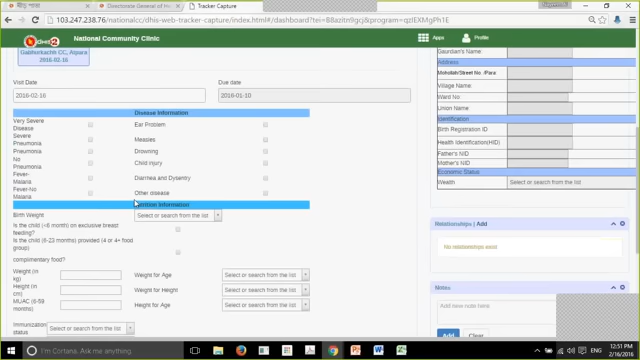 Directorate General of H
Tracker Capture
103.247.238.76/nationalcc/dhis-web-tracker-capture/index.html#/dashboard?tei=B8azitn9gcj&program=qzJEXMgPh1E
dhis2
National Community Clinic
Apps
Profile
Gabthurkachti CC, Atpara
2016-02-16
Visit Date
Due date
2016-02-16
2016-01-10
Disease Information
Very Severe Disease
Ear Problem
Severe Pneumonia
Measles
Drowning
No Pneumonia
Child injury
Fever-Malaria
Diarrhea and Dysentry
Fever-No Malaria
Other disease
Nutrition Information
Birth Weight
Select or search from the list
Is the child (<6 month) on exclusive breast
feeding?
Is the child (6-23 months) provided (4 or 4+ food
group)
complimentary food?
Weight(in kg)
Weight for Age
Select or search from the list
Height(in cm)
Weight for Height
Select or search from the list
MUAC (6-59 months)
Height for Age
Select or search from the list
Immunization status
Select or search from the list
Gaurdian's Name
Address
Mohollah/Street No /Para
Village Name:
Ward No:
Union Name
Identification
Birth Registration ID
Health Identification(HID)
Father's NID
Mother's NID
Economic Status
Wealth
Select or search from the list
Relationships | Add
No relationships exist
Notes
Add new note here
Add
Clear
I'm Cortana. Ask me anything.
12:51 PM
2/16/2016